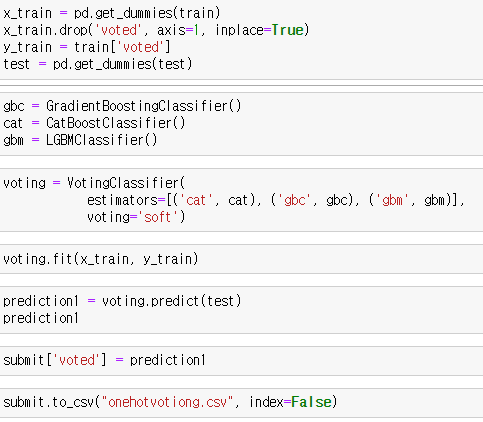 x_train = pd.get_dummies(train)
x_train.drop('voted', axis=1, inplace=True)
y_train = train['voted']
test = pd.get_dummies(test)
gbc = GradientBoostingClassifier()
cat = CatBoostClassifier()
gbm = LGBMClassifier()
voting = VotingClassifier(
estimators=[('cat', cat), ('gbc', gbc), ('gbm', gbm)],
voting='soft')
voting.fit(x_train, y_train)
prediction1 = voting.predict(test)
prediction1
submit['voted'] = prediction1
submit.to_csv("onehotvotiong.csv", index=False)